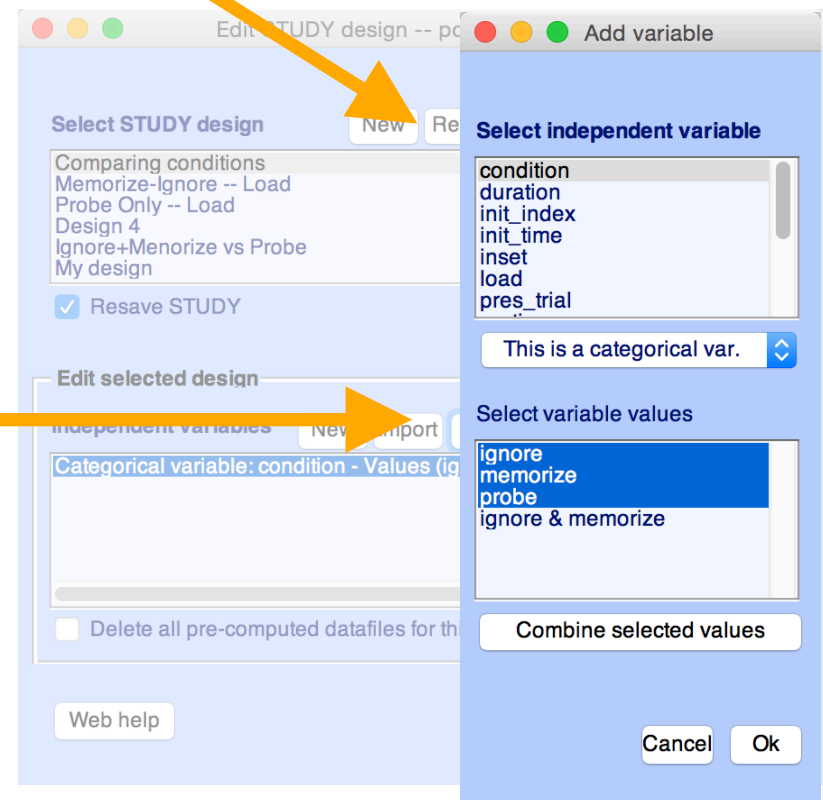 Edit STUDY design -- po
Select STUDY design
New
Re
Comparing conditions
Memorize-Ignore -- Load
Probe Only -- Load
Design 4
Ignore+Menorize vs Probe
My design
Resave STUDY
Edit selected design
Independent variables
New
Import
Categorical variable: condition - Values (ig
Delete all pre-computed datafiles for thi
Web help
Add variable
Select independent variable
condition
duration
init_index
init_time
inset
load
pres_trial
This is a categorical var.
Select variable values
ignore
memorize
probe
ignore & memorize
Combine selected values
Cancel
Ok